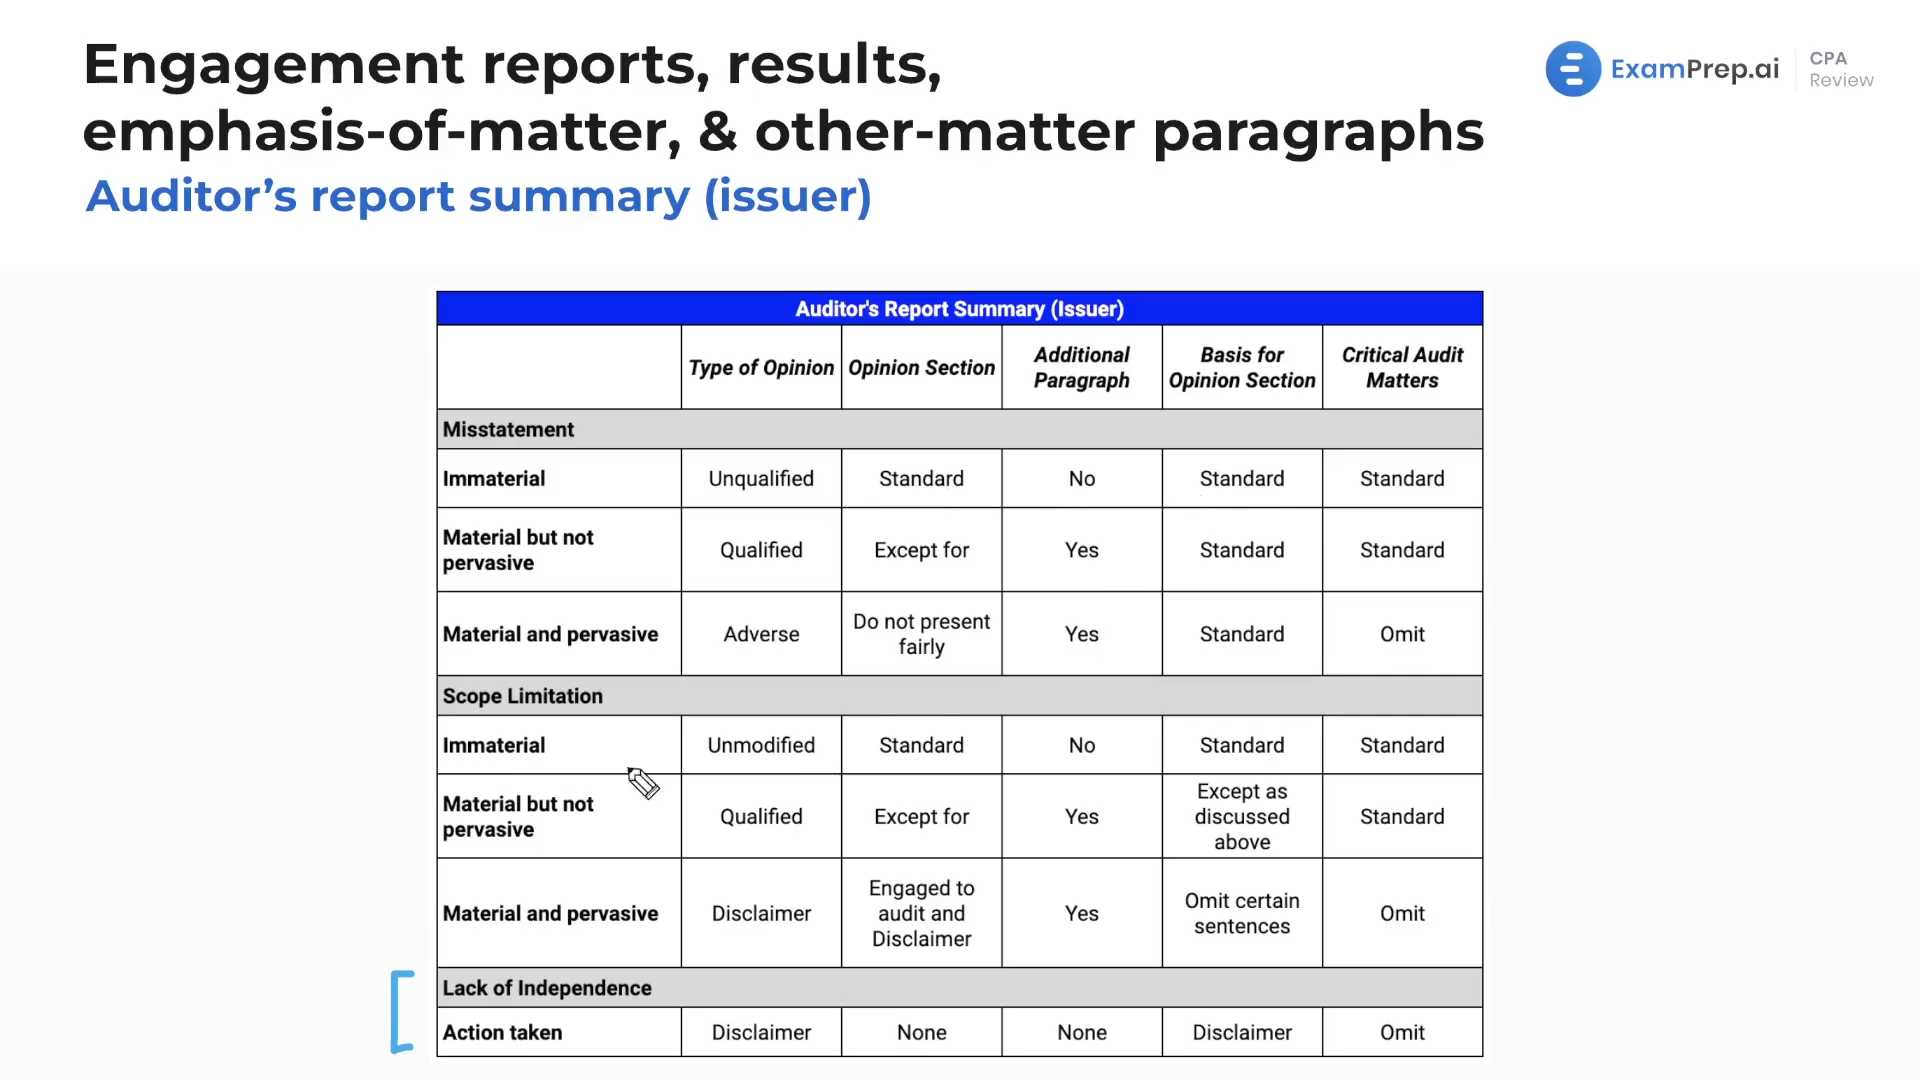 Engagement reports, results,
emphasis-of-matter, & other-matter paragraphs
Auditor's report summary (issuer)
ExamPrep.ai
CPA
Review
Auditor's Report Summary (Issuer)
Type of Opinion
Opinion Section
Additional
Paragraph
Basis for
Opinion Section
Critical Audit
Matters
Misstatement
Immaterial
Unqualified
Standard
No
Standard
Standard
Material but not
pervasive
Qualified
Except for
Yes
Standard
Standard
Material and pervasive
Adverse
Do not present
fairly
Yes
Standard
Omit
Scope Limitation
Immaterial
Unmodified
Standard
No
Standard
Standard
Material but not
pervasive
Qualified
Except for
Yes
Except as
discussed
above
Standard
Material and pervasive
Disclaimer
Engaged to
audit and
Disclaimer
Yes
Omit certain
sentences
Omit
Lack of Independence
Action taken
Disclaimer
None
None
Disclaimer
Omit